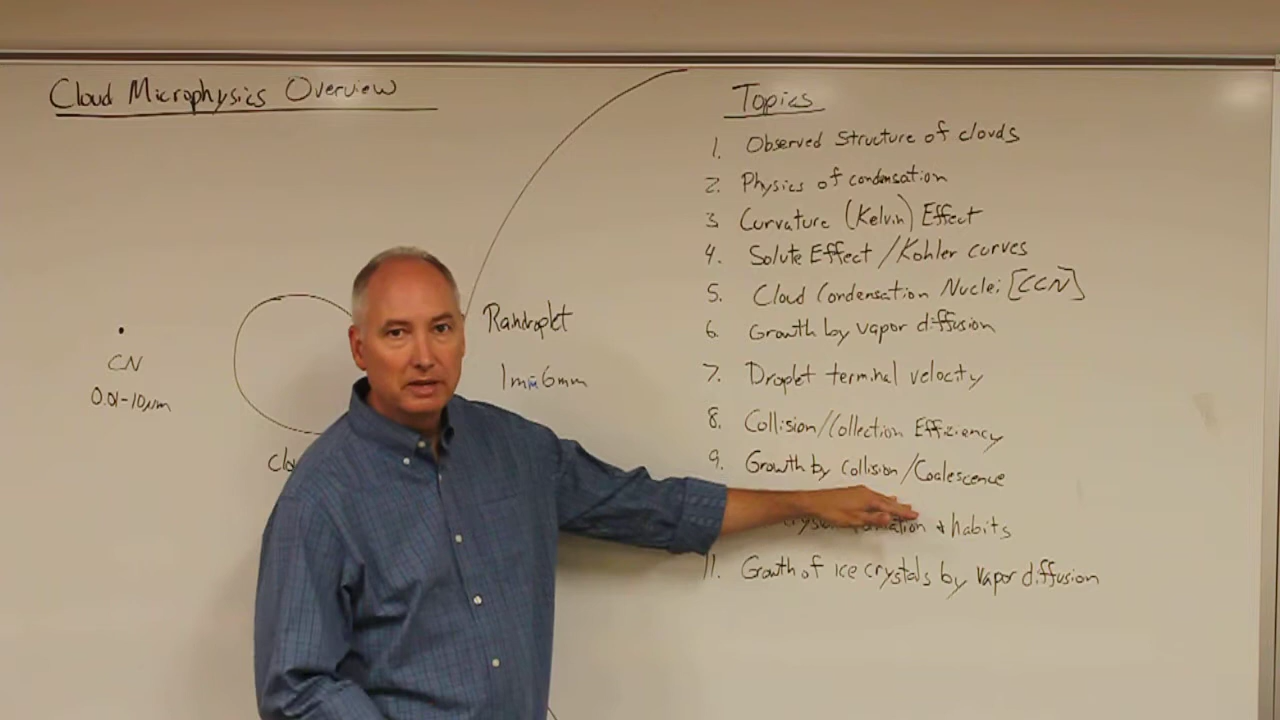 Cloud Microphysics Overview
CN
0.01-10μm
Raindroplet
1mm-6mm
Topics
1. Observed Structure of clouds
2. Physics of condensation
3 Curvature (Kelvin) Effect
4. Solute Effect / Kohler curves
5. Cloud Condensation Nuclei [CCN]
6. Growth by vapor diffusion
7. Droplet terminal velocity
8. Collision/Collection Efficiency
9. Growth by Collision/Coalescence
& habits
11. Growth of ice crystals by vapor diffusion